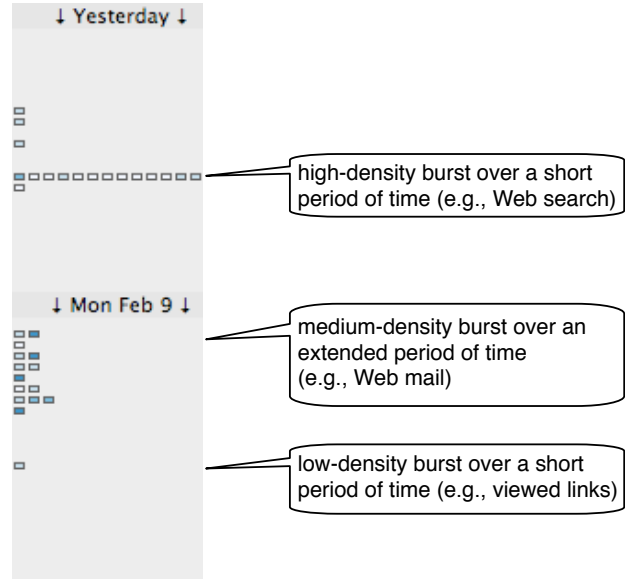 ↓ Yesterday ↓
high-density burst over a short
period of time (e.g., Web search)
↓ Mon Feb 9 ↓
medium-density burst over an
extended period of time
(e.g., Web mail)
low-density burst over a short
period of time (e.g., viewed links)